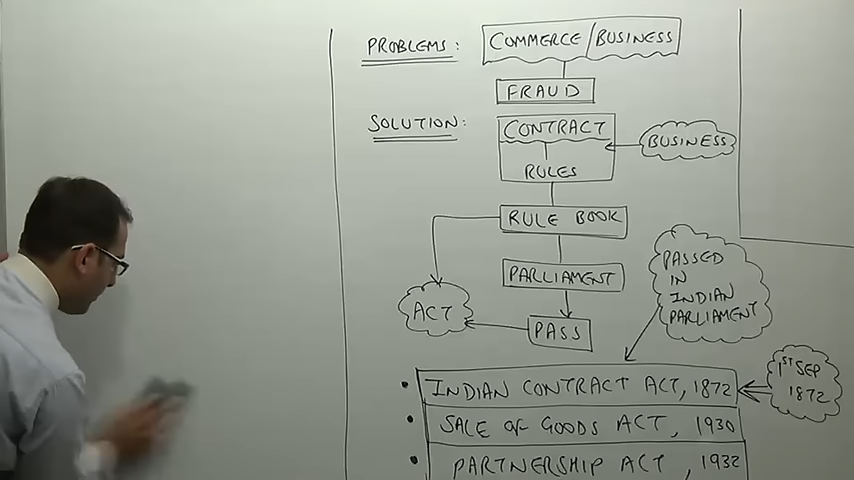 PROBLEMS: COMMERCE/BUSINESS
FRAUD
SOLUTION: CONTRACT
BUSINESS
RULES
RULE BOOK
PARLIAMENT
ACT
PASS
PASSED
IN
INDIAN
PARLIAMENT
1ST SEP
1872
• INDIAN CONTRACT ACT, 1872
• SALE OF GOODS ACT, 1930
• PARTNERSHIP ACT, 1932